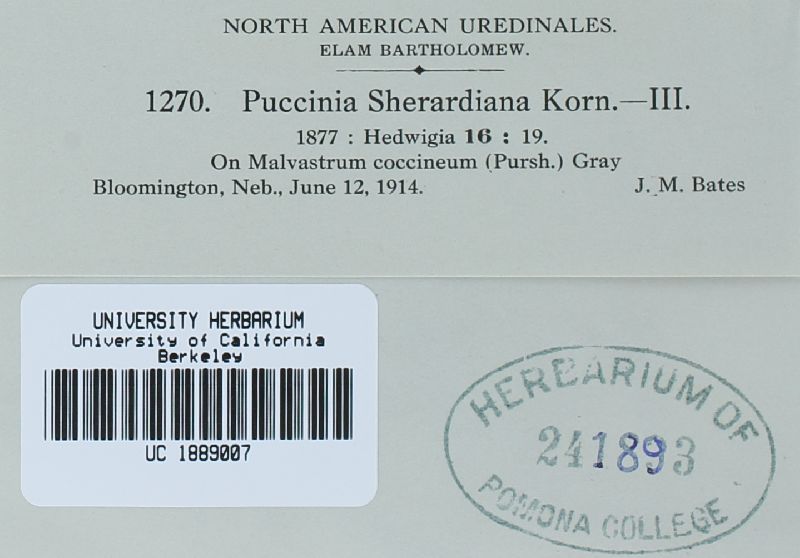 NORTH AMERICAN UREDINALES.
ELAM BARTHOLOMEW.
1270. Puccinia Sherardiana Korn.—III.
1877 : Hedwigia 16 : 19.
On Malvastrum coccineum (Pursh.) Gray
Bloomington, Neb., June 12, 1914. J. M. Bates
UNIVERSITY HERBARIUM
University of California
Berkeley
UC 1889007
HERBARIUM OF
241893
POMONA COLLEGE